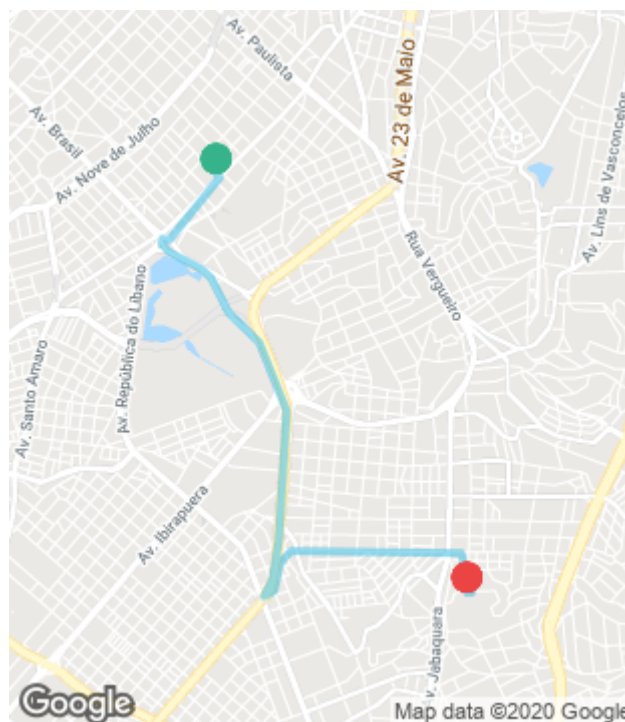 Av. Paulista
Av. Brasil
Av. Nove de Julho
Av. 23 de Maio
Av. Lins de Vasconcelos
Rua Vergueiro
Av. República do Líbano
Av. Santo Amaro
Av. Ibirapuera
v. Jabaquara
Google
Map data ©2020 Google